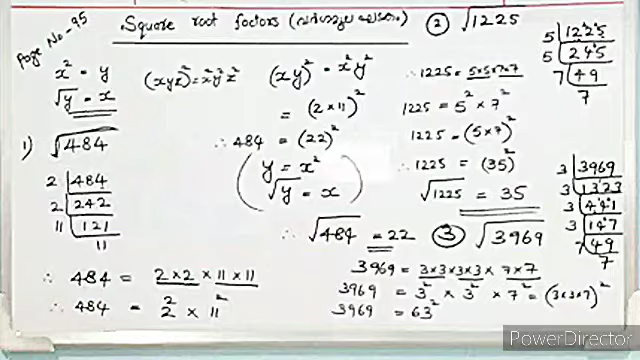 Page No-95
Square root factors (വർഗ്ഗമൂല ഘടകം)
x² = y
√y = x
(xyz)² = x²y²z²
(xy)² = x²y²
1) √484
2 | 484
2 | 242
11 | 121
11
∴ 484 = 2×2 × 11×11
∴ 484 = 2² × 11²
= (2×11)²
∴ 484 = (22)²
( y = x²
√y = x )
∴ √484 = 22
② √1225
5 | 1225
5 | 245
7 | 49
7
∴ 1225 = 5×5×7×7
1225 = 5² × 7²
1225 = (5×7)²
∴ 1225 = (35)²
√1225 = 35
③ √3969
3 | 3969
3 | 1323
3 | 441
3 | 147
7 | 49
7
3969 = 3×3×3×3 × 7×7
3969 = 3² × 3² × 7² = (3×3×7)²
3969 = 63²
PowerDirector